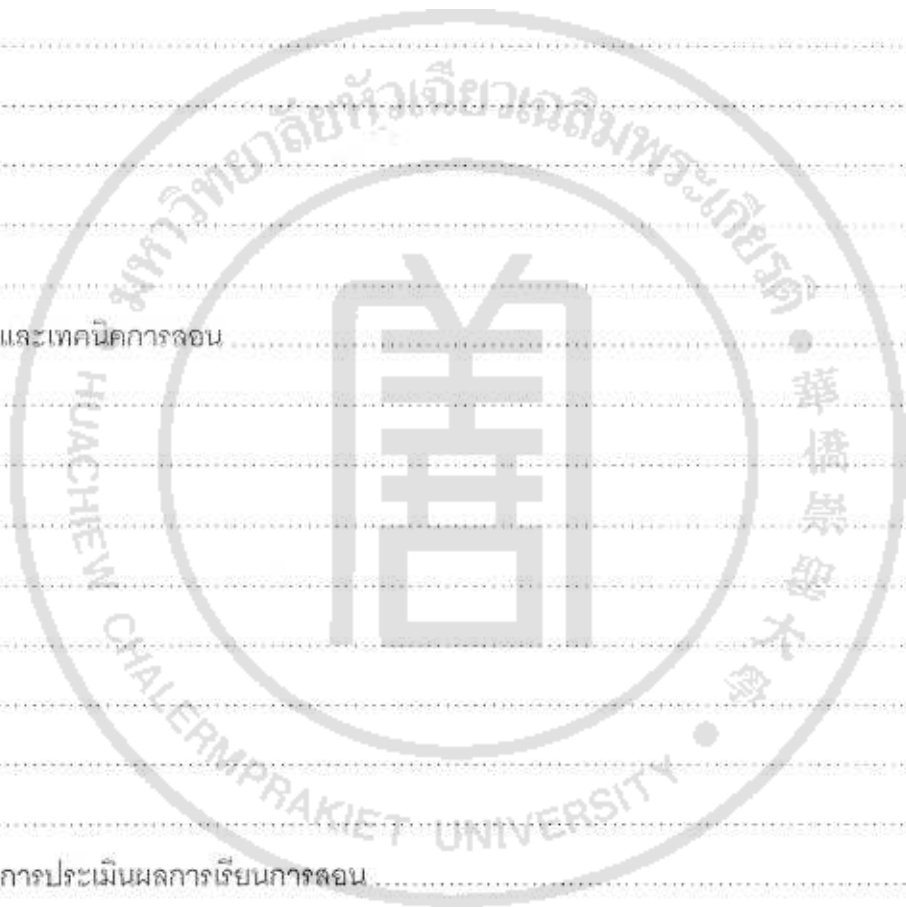 มหาวิทยาลัยหัวเฉียวเฉลิมพระเกียรติ
และเทคนิคการสอน
HUACHIEW CHALERMPRAKIET UNIVERSITY
華僑崇聖大學
การประเมินผลการเรียนการสอน